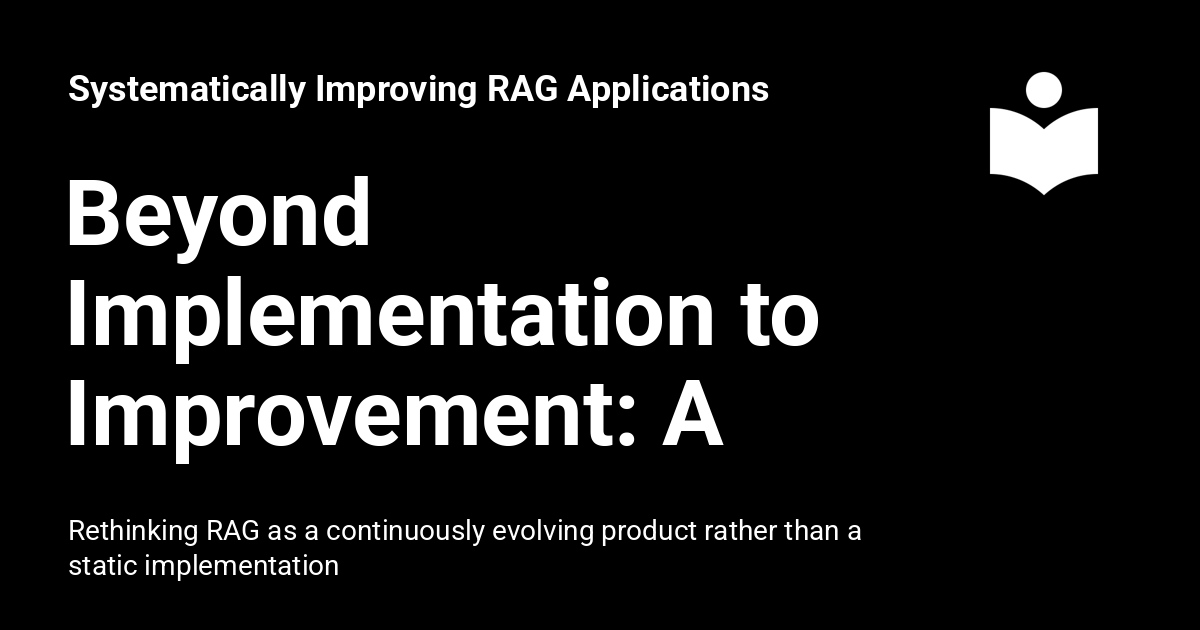 Systematically Improving RAG Applications
Beyond
Implementation to
Improvement: A
Rethinking RAG as a continuously evolving product rather than a
static implementation